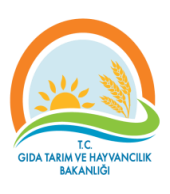 T.C.
GIDA TARIM VE HAYVANCILIK
BAKANLIĞI